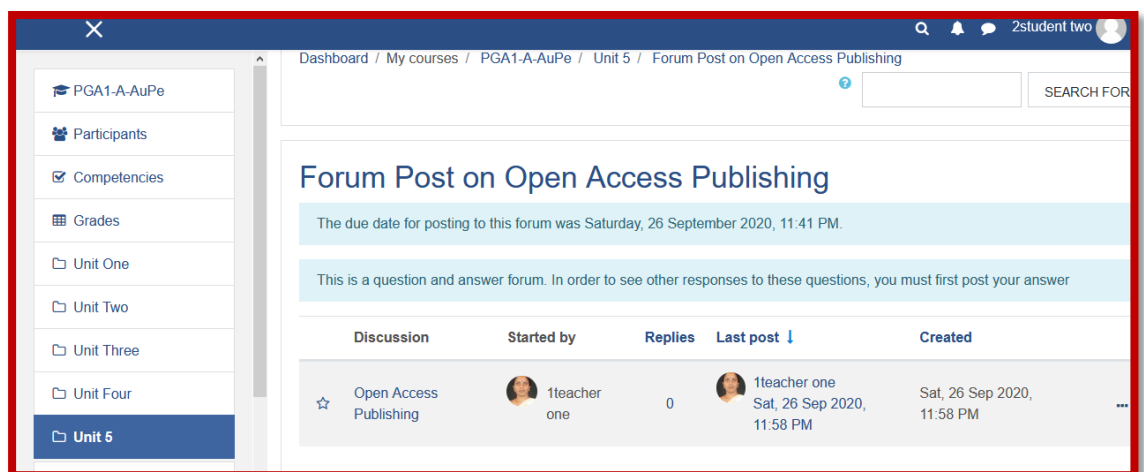 2student two
Dashboard / My courses / PGA1-A-AuPe / Unit 5 / Forum Post on Open Access Publishing
SEARCH FOR
PGA1-A-AuPe
Participants
Competencies
Grades
Unit One
Unit Two
Unit Three
Unit Four
Unit 5
Forum Post on Open Access Publishing
The due date for posting to this forum was Saturday, 26 September 2020, 11:41 PM.
This is a question and answer forum. In order to see other responses to these questions, you must first post your answer
Discussion Started by Replies Last post Created
Open Access
Publishing
1teacher
one
0
1teacher one
Sat, 26 Sep 2020,
11:58 PM
Sat, 26 Sep 2020,
11:58 PM